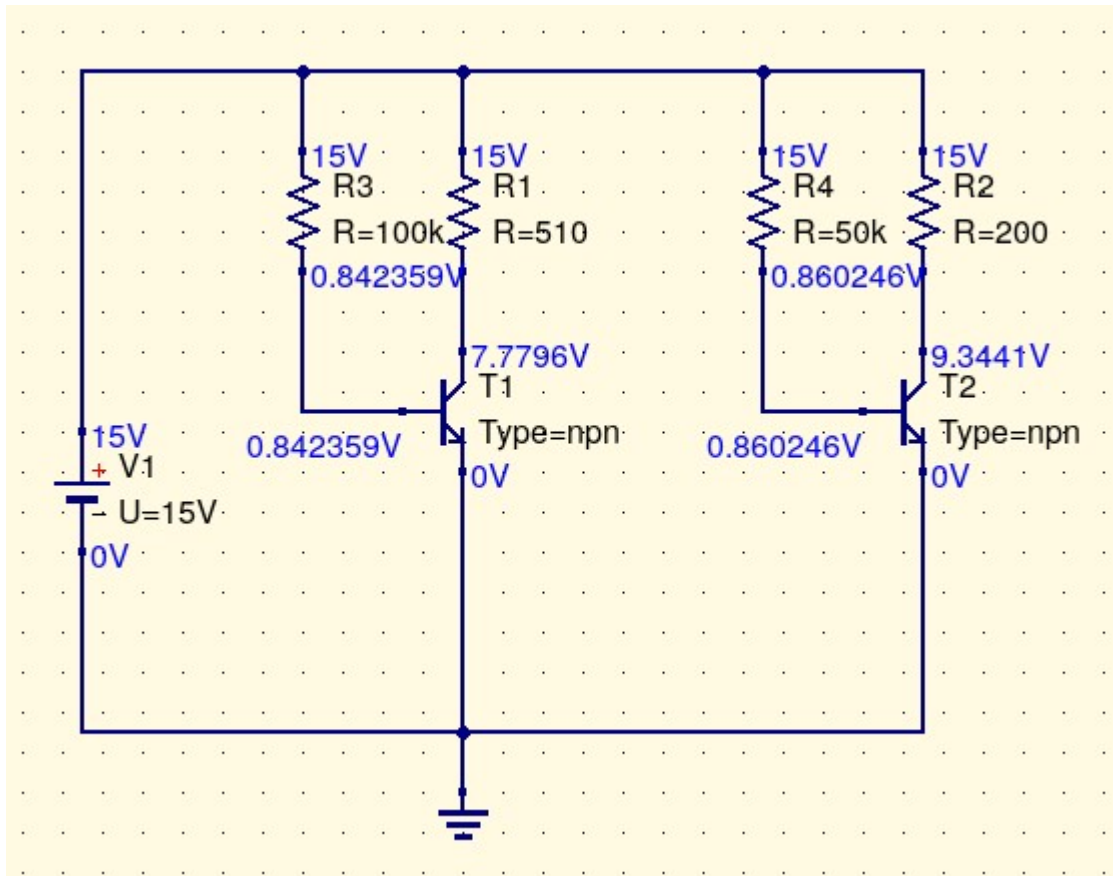 15V
15V
15V
15V
R3
R1
R4
R2
R=100k
R=510
R=50k
R=200
0.842359V
0.860246V
7.7796V
9.3441V
T1
T2
15V
0.842359V
Type=npn
0.860246V
Type=npn
+ V1
0V
0V
- U=15V
0V